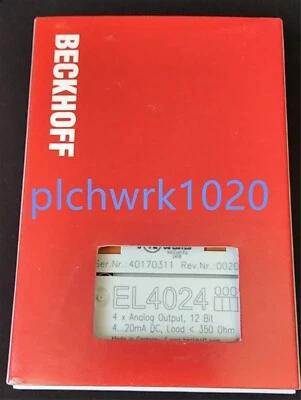 BECKHOFF
plchwrk1020
Ser.Nr. 40170311 Rev.Nr. 0020
EL4024
4 x Analog Output, 12 Bit
4...20mA DC, Load < 350 Ohm